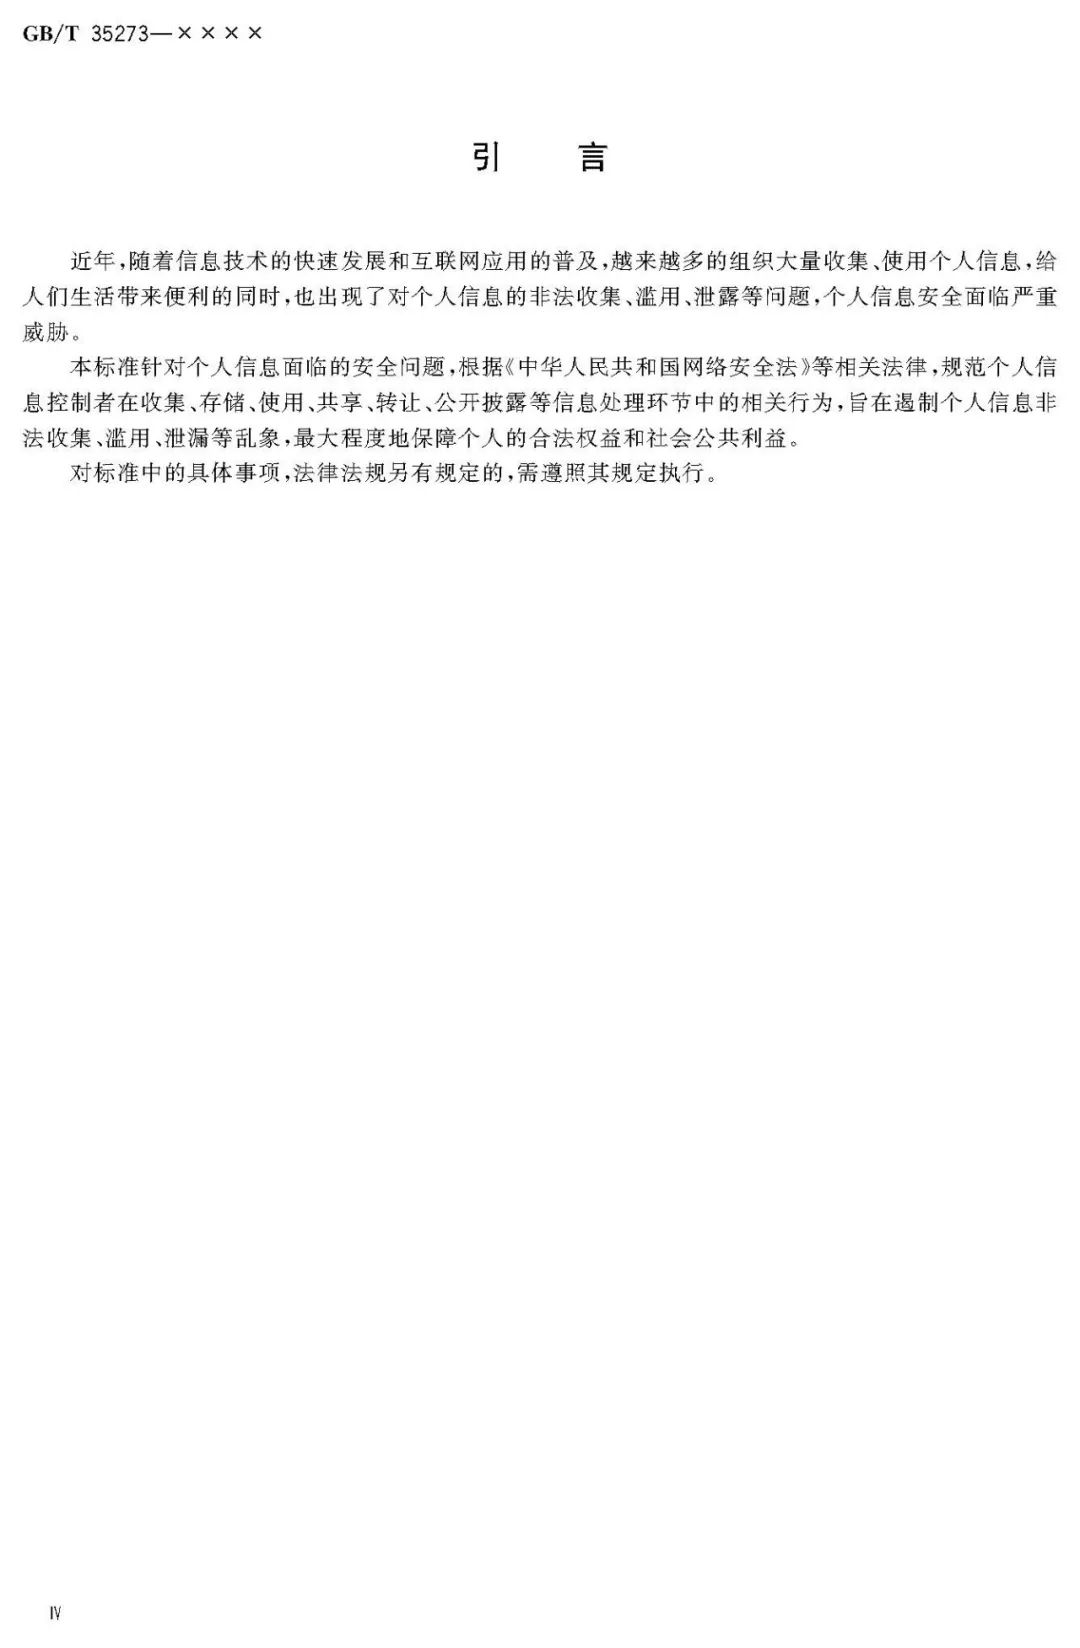 GB/T 35273—××××
引 言
近年,随着信息技术的快速发展和互联网应用的普及,越来越多的组织大量收集、使用个人信息,给
人们生活带来便利的同时,也出现了对个人信息的非法收集、滥用、泄露等问题,个人信息安全面临严重
威胁。
本标准针对个人信息面临的安全问题,根据《中华人民共和国网络安全法》等相关法律,规范个人信
息控制者在收集、存储、使用、共享、转让、公开披露等信息处理环节中的相关行为,旨在遏制个人信息非
法收集、滥用、泄漏等乱象,最大程度地保障个人的合法权益和社会公共利益。
对标准中的具体事项,法律法规另有规定的,需遵照其规定执行。
Ⅳ